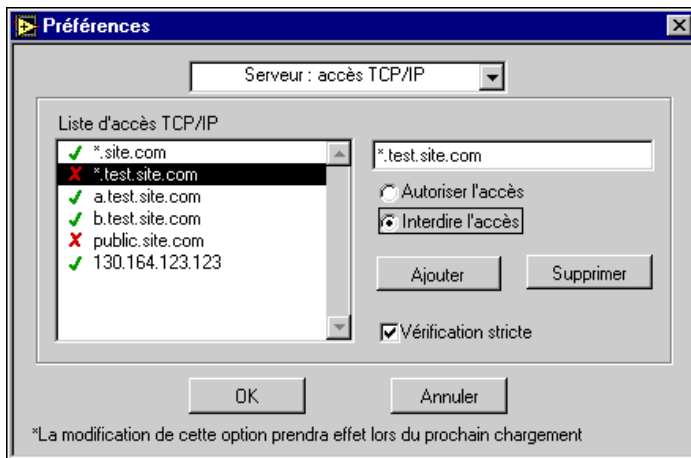 Préférences
Serveur : accès TCP/IP
Liste d'accès TCP/IP
*.site.com
*.test.site.com
a.test.site.com
b.test.site.com
public.site.com
130.164.123.123
*.test.site.com
Autoriser l'accès
Interdire l'accès
Ajouter
Supprimer
Vérification stricte
OK
Annuler
*La modification de cette option prendra effet lors du prochain chargement